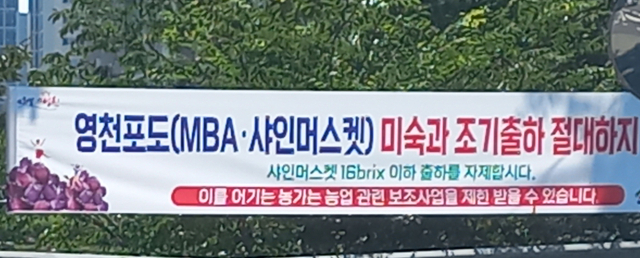 영천포도(MBA·샤인머스켓) 미숙과 조기출하 절대하지
샤인머스켓 16brix 이하 출하를 자제합시다.
이를 어기는 농가는 농업 관련 보조사업을 제한 받을 수 있습니다.